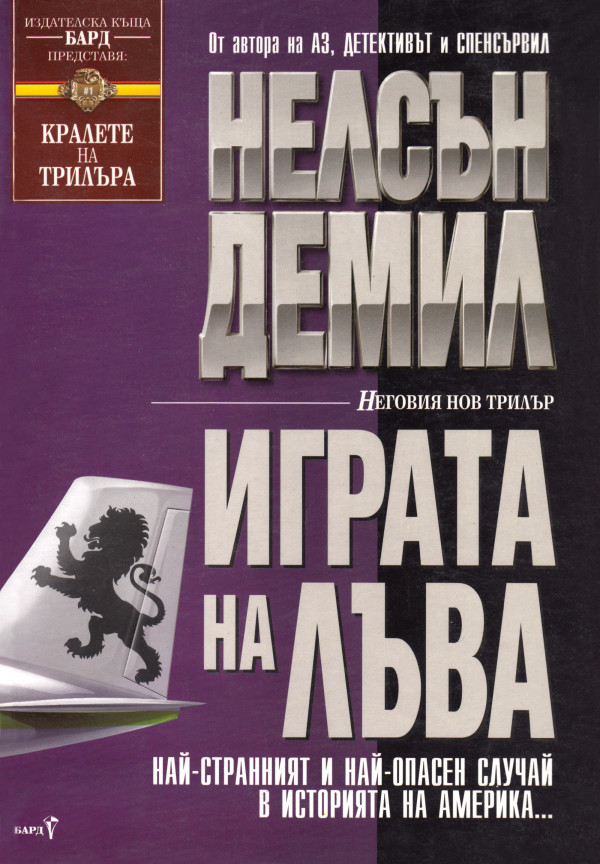 ИЗДАТЕЛСКА КЪЩА
БАРД
ПРЕДСТАВЯ:
#1
КРАЛЕТЕ
НА
ТРИЛЪРА
От автора на АЗ, ДЕТЕКТИВЪТ и СПЕНСЪРВИЛ
НЕЛСЪН
ДЕМИЛ
НЕГОВИЯ НОВ ТРИЛЪР
ИГРАТА
НА ЛЪВА
НАЙ-СТРАННИЯТ И НАЙ-ОПАСЕН СЛУЧАЙ
В ИСТОРИЯТА НА АМЕРИКА...
БАРД